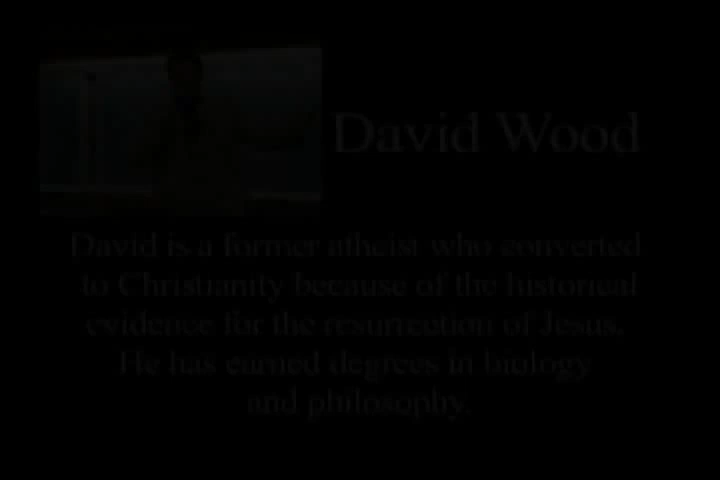 David Wood
David is a former atheist who converted
to Christianity because of the historical
evidence for the resurrection of Jesus.
He has earned degrees in biology
and philosophy.